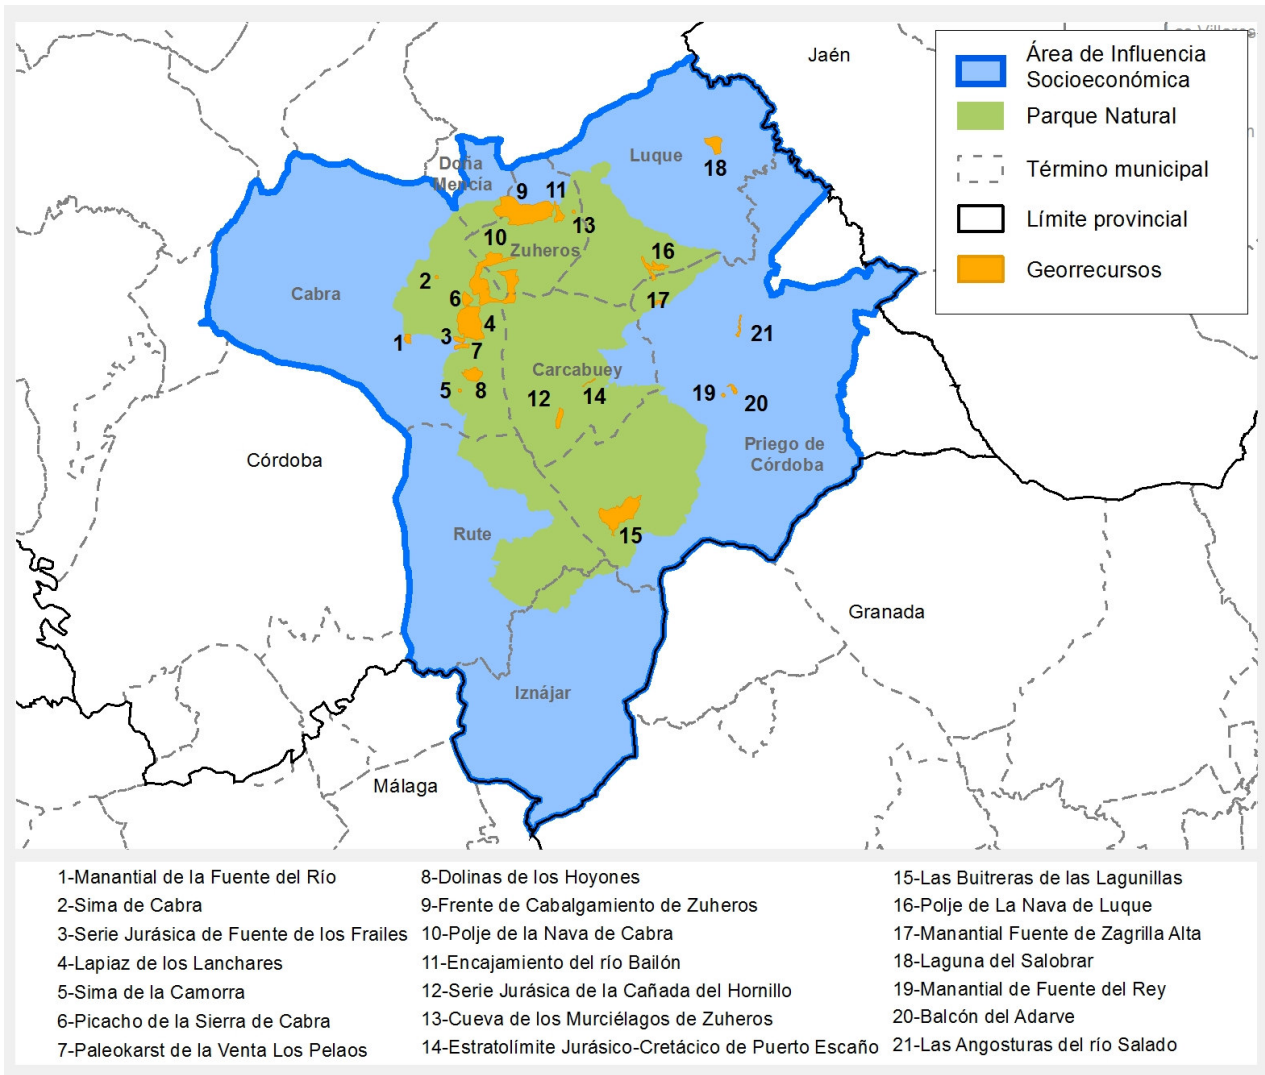 Jaén
Área de Influencia
Socioeconómica
Parque Natural
Término municipal
Límite provincial
Georrecursos
Luque
18
Doña
Mencía
9
11
13
10
Zuheros
16
2
Cabra
6
17
4
21
1
3
7
Carcabuey
5
8
12
14
19
20
Priego de
Córdoba
Córdoba
Rute
15
Granada
Iznájar
Málaga
1-Manantial de la Fuente del Río
2-Sima de Cabra
3-Serie Jurásica de Fuente de los Frailes
4-Lapiaz de los Lanchares
5-Sima de la Camorra
6-Picacho de la Sierra de Cabra
7-Paleokarst de la Venta Los Pelaos
8-Dolinas de los Hoyones
9-Frente de Cabalgamiento de Zuheros
10-Polje de la Nava de Cabra
11-Encajamiento del río Bailón
12-Serie Jurásica de la Cañada del Hornillo
13-Cueva de los Murciélagos de Zuheros
14-Estratolímite Jurásico-Cretácico de Puerto Escaño
15-Las Buitreras de las Lagunillas
16-Polje de La Nava de Luque
17-Manantial Fuente de Zagrilla Alta
18-Laguna del Salobrar
19-Manantial de Fuente del Rey
20-Balcón del Adarve
21-Las Angosturas del río Salado